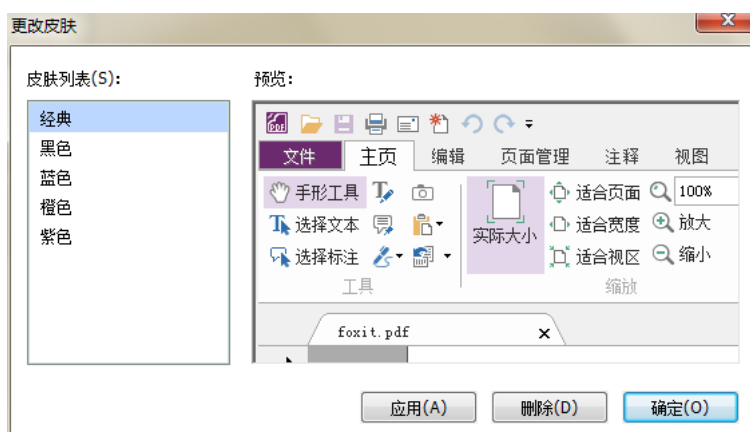 更改皮肤
皮肤列表(S):
预览:
经典
黑色
蓝色
橙色
紫色
PDF
文件 主页 编辑 页面管理 注释 视图
手形工具 适合页面 100%
选择文本 实际大小 适合宽度 放大
选择标注 适合视区 缩小
工具 缩放
foxit.pdf
应用(A) 删除(D) 确定(O)